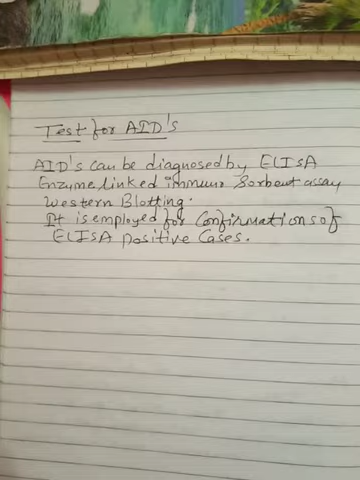 Test for AID's
AID's can be diagnosed by ELISA
Enzyme linked immuno Sorbent assay
Western Blotting.
It is employed for Confirmations of
ELISA positive Cases.